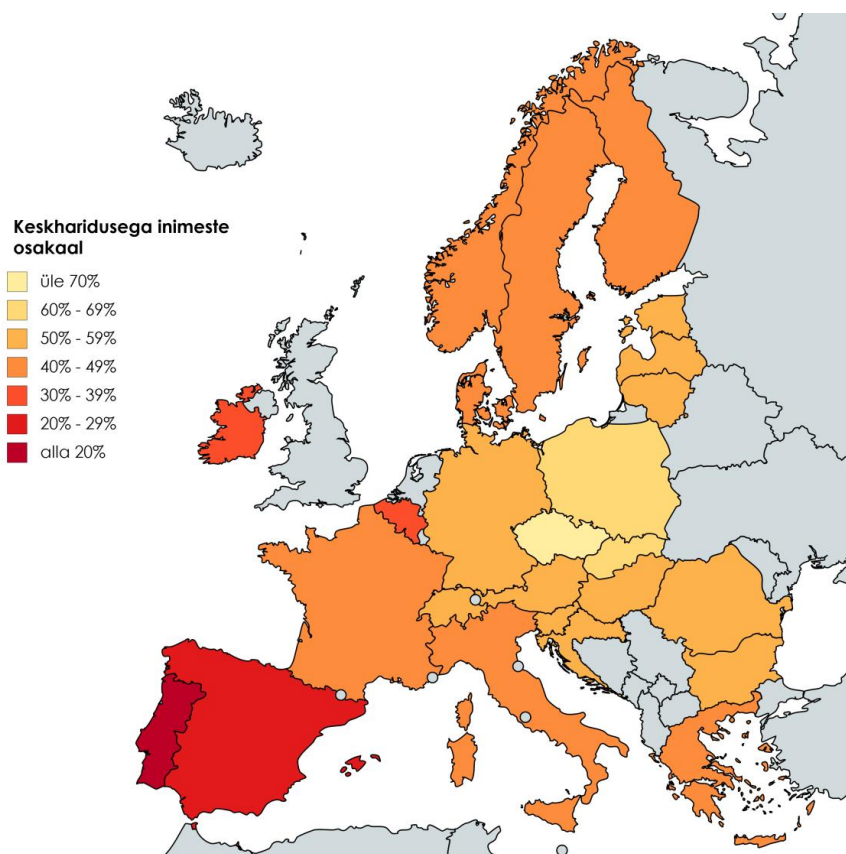 Keskharidusega inimeste
osakaal
üle 70%
60% - 69%
50% - 59%
40% - 49%
30% - 39%
20% - 29%
alla 20%